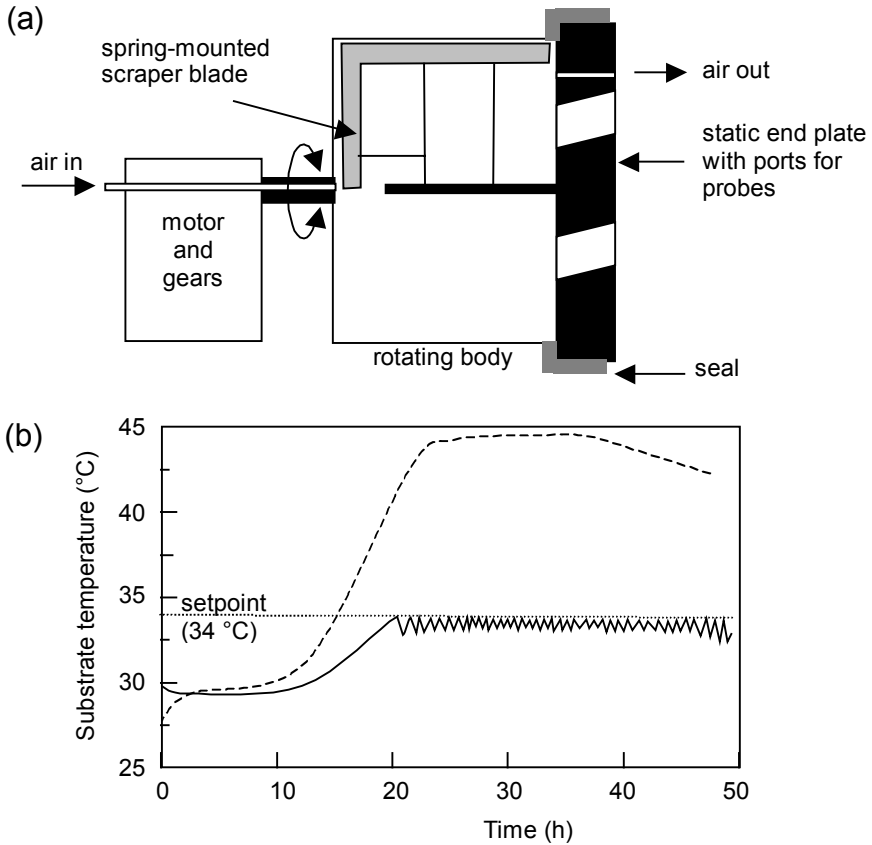 (a)
spring-mounted
scraper blade
air in
motor
and
gears
rotating body
air out
static end plate
with ports for
probes
seal
(b)
Substrate temperature (°C)
45
40
35
30
25
setpoint
(34 °C)
0
10
20
30
40
50
Time (h)